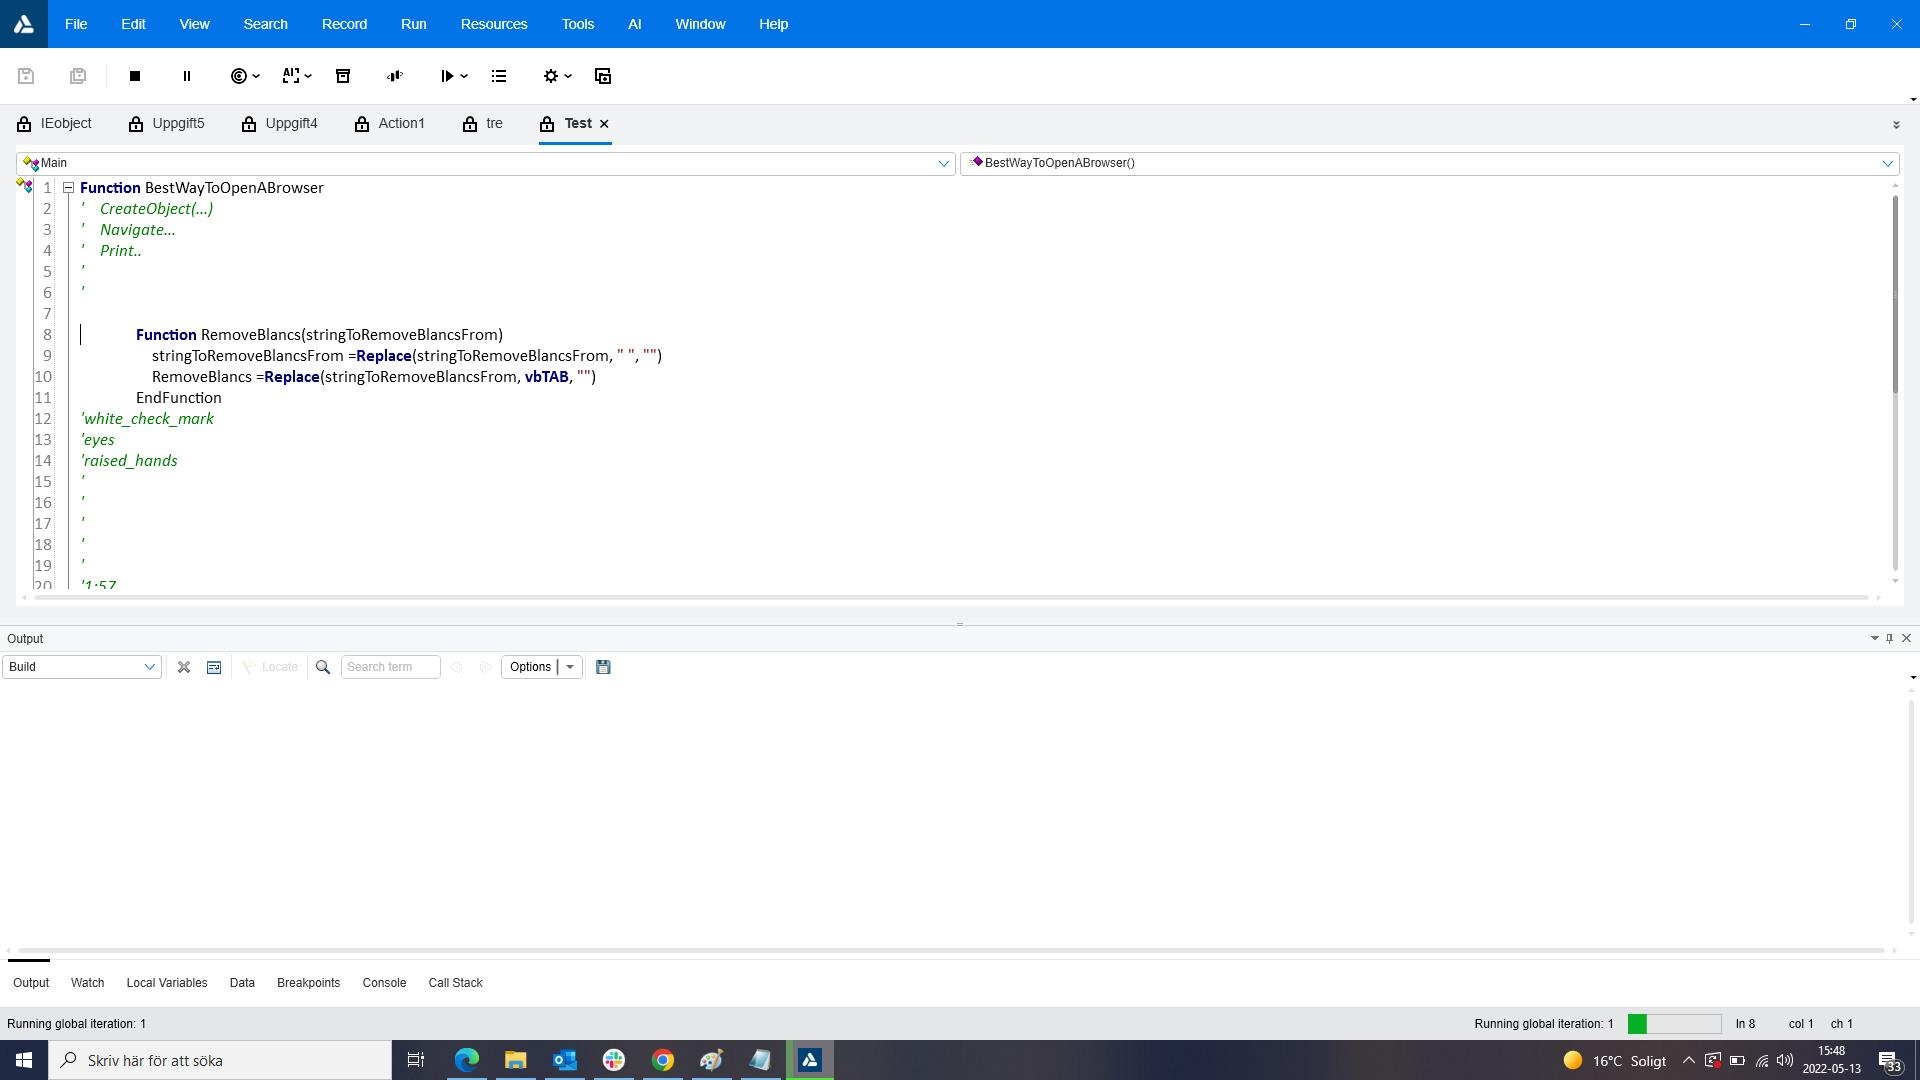 File Edit View Search Record Run Resources Tools AI Window Help
IEobject Uppgift5 Uppgift4 Action1 tre Test
Main BestWayToOpenABrowser()
1 Function BestWayToOpenABrowser
2 ' CreateObject(...)
3 ' Navigate...
4 ' Print..
5 '
6 '
7
8 Function RemoveBlancs(stringToRemoveBlancsFrom)
9 stringToRemoveBlancsFrom =Replace(stringToRemoveBlancsFrom, " ", "")
10 RemoveBlancs =Replace(stringToRemoveBlancsFrom, vbTAB, "")
11 EndFunction
12 'white_check_mark
13 'eyes
14 'raised_hands
15 '
16 '
17 '
18 '
19 '
20 '1:57
Output
Build Locate Search term Options
Output Watch Local Variables Data Breakpoints Console Call Stack
Running global iteration: 1 Running global iteration: 1 ln 8 col 1 ch 1
Skriv här för att söka 16°C Soligt 15:48
2022-05-13 33